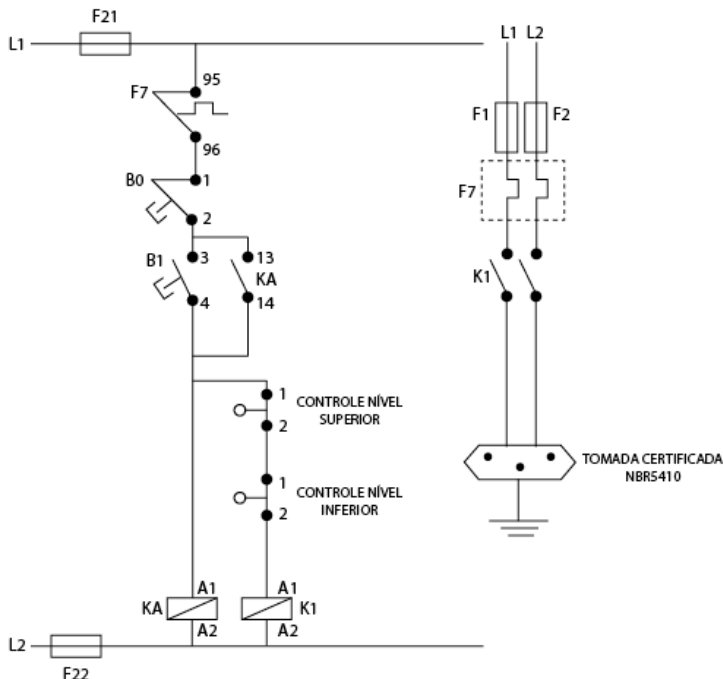 F21
L1
L1 L2
95
F7
F1
F2
96
B0
1
F7
2
3
13
B1
KA
K1
4
14
1
CONTROLE NÍVEL
SUPERIOR
2
TOMADA CERTIFICADA
NBR5410
1
CONTROLE NÍVEL
INFERIOR
2
A1
A1
KA
K1
A2
A2
L2
F22